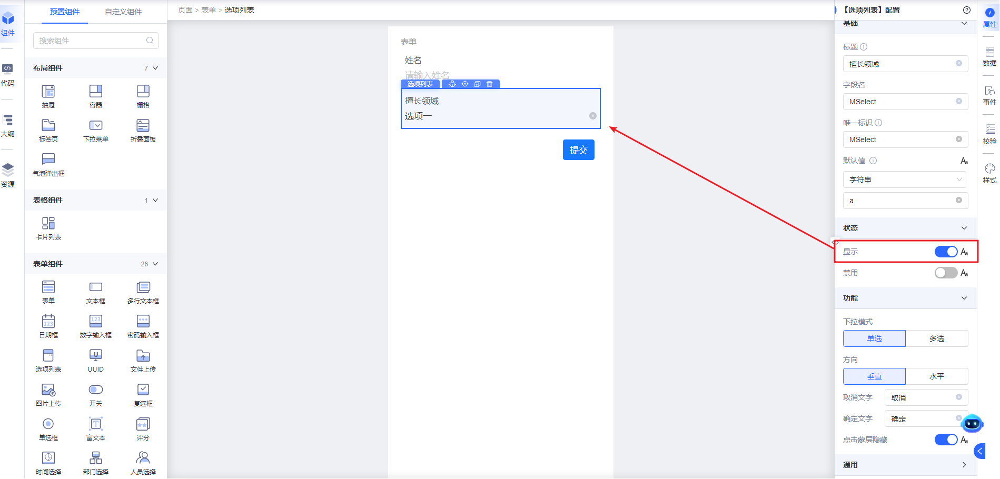 组件
代码
大纲
资源
预置组件
自定义组件
搜索组件
布局组件 7
抽屉
容器
栅格
标签页
下拉菜单
折叠面板
气泡弹出框
表格组件 1
卡片列表
表单组件 26
表单
文本框
多行文本框
日期框
数字输入框
密码输入框
选项列表
UUID
文件上传
图片上传
开关
复选框
单选框
富文本
评分
时间选择
部门选择
人员选择
页面 > 表单 > 选项列表
表单
姓名
请输入姓名
选项列表
擅长领域
选项一
提交
【选项列表】配置
基础
标题
擅长领域
字段名
MSelect
唯一标识
MSelect
默认值
字符串
a
状态
显示
禁用
功能
下拉模式
单选 多选
方向
垂直 水平
取消文字 取消
确定文字 确定
点击蒙层隐藏
通用
属性
数据
事件
校验
样式